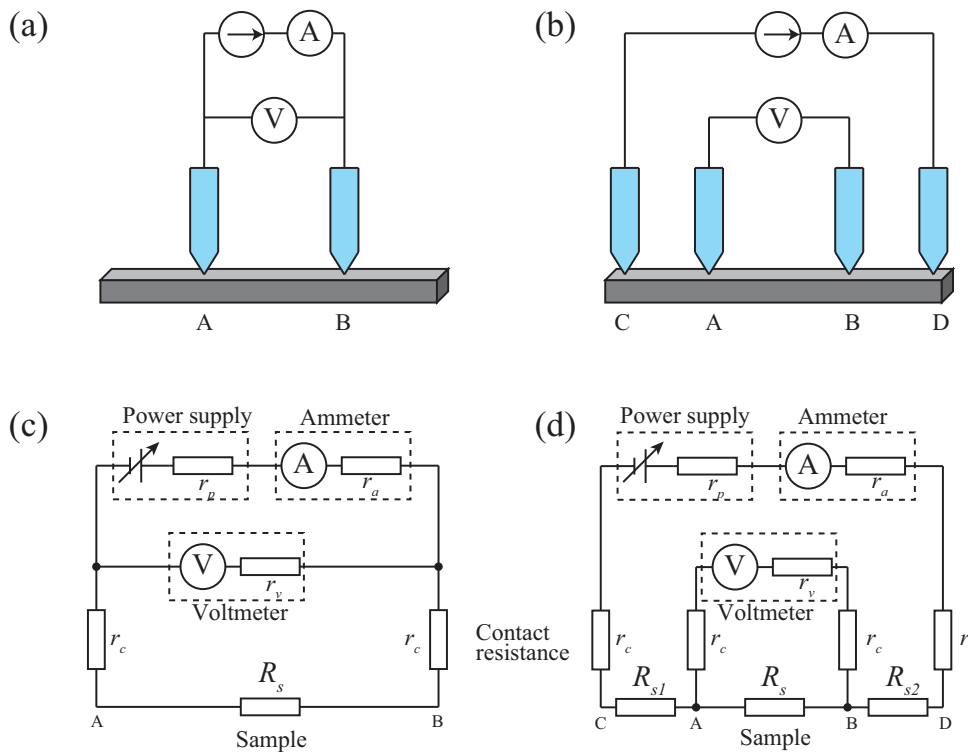 (a)
A
V
A
B
(b)
A
V
C
A
B
D
(c)
Power supply
Ammeter
A
r_p
r_a
V
r_v
Voltmeter
r_c
r_c
R_s
A
B
Sample
(d)
Power supply
Ammeter
A
r_p
r_a
V
r_v
Voltmeter
Contact
resistance
r_c
r_c
r_c
r
R_s1
R_s
R_s2
C
A
B
D
Sample